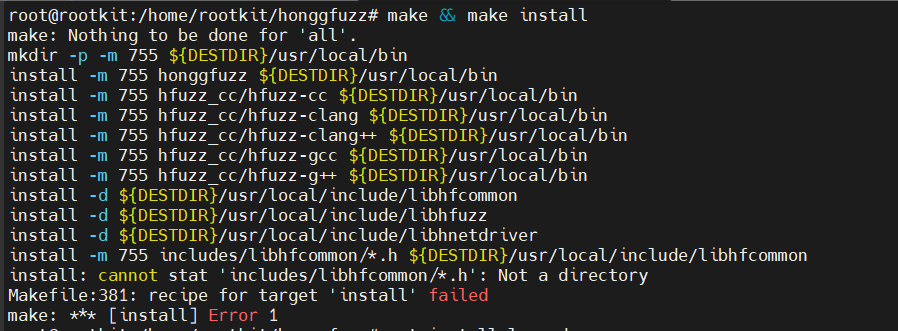 root@rootkit:/home/rootkit/honggfuzz# make && make install
make: Nothing to be done for 'all'.
mkdir -p -m 755 ${DESTDIR}/usr/local/bin
install -m 755 honggfuzz ${DESTDIR}/usr/local/bin
install -m 755 hfuzz_cc/hfuzz-cc ${DESTDIR}/usr/local/bin
install -m 755 hfuzz_cc/hfuzz-clang ${DESTDIR}/usr/local/bin
install -m 755 hfuzz_cc/hfuzz-clang++ ${DESTDIR}/usr/local/bin
install -m 755 hfuzz_cc/hfuzz-gcc ${DESTDIR}/usr/local/bin
install -m 755 hfuzz_cc/hfuzz-g++ ${DESTDIR}/usr/local/bin
install -d ${DESTDIR}/usr/local/include/libhfcommon
install -d ${DESTDIR}/usr/local/include/libhfuzz
install -d ${DESTDIR}/usr/local/include/libhnetdriver
install -m 755 includes/libhfcommon/*.h ${DESTDIR}/usr/local/include/libhfcommon
install: cannot stat 'includes/libhfcommon/*.h': Not a directory
Makefile:381: recipe for target 'install' failed
make: *** [install] Error 1